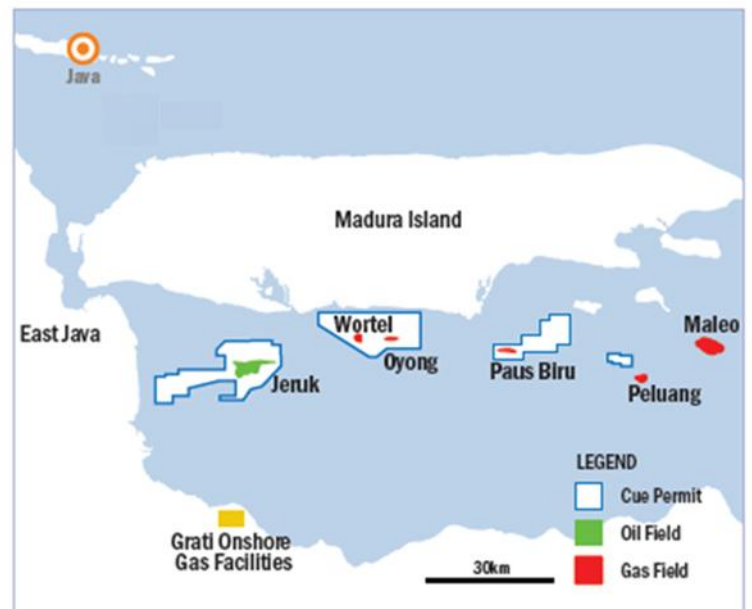 Java
Madura Island
East Java
Wortel
Oyong
Maleo
Jeruk
Paus Biru
Peluang
LEGEND
Cue Permit
Oil Field
Gas Field
Grati Onshore
Gas Facilities
30km